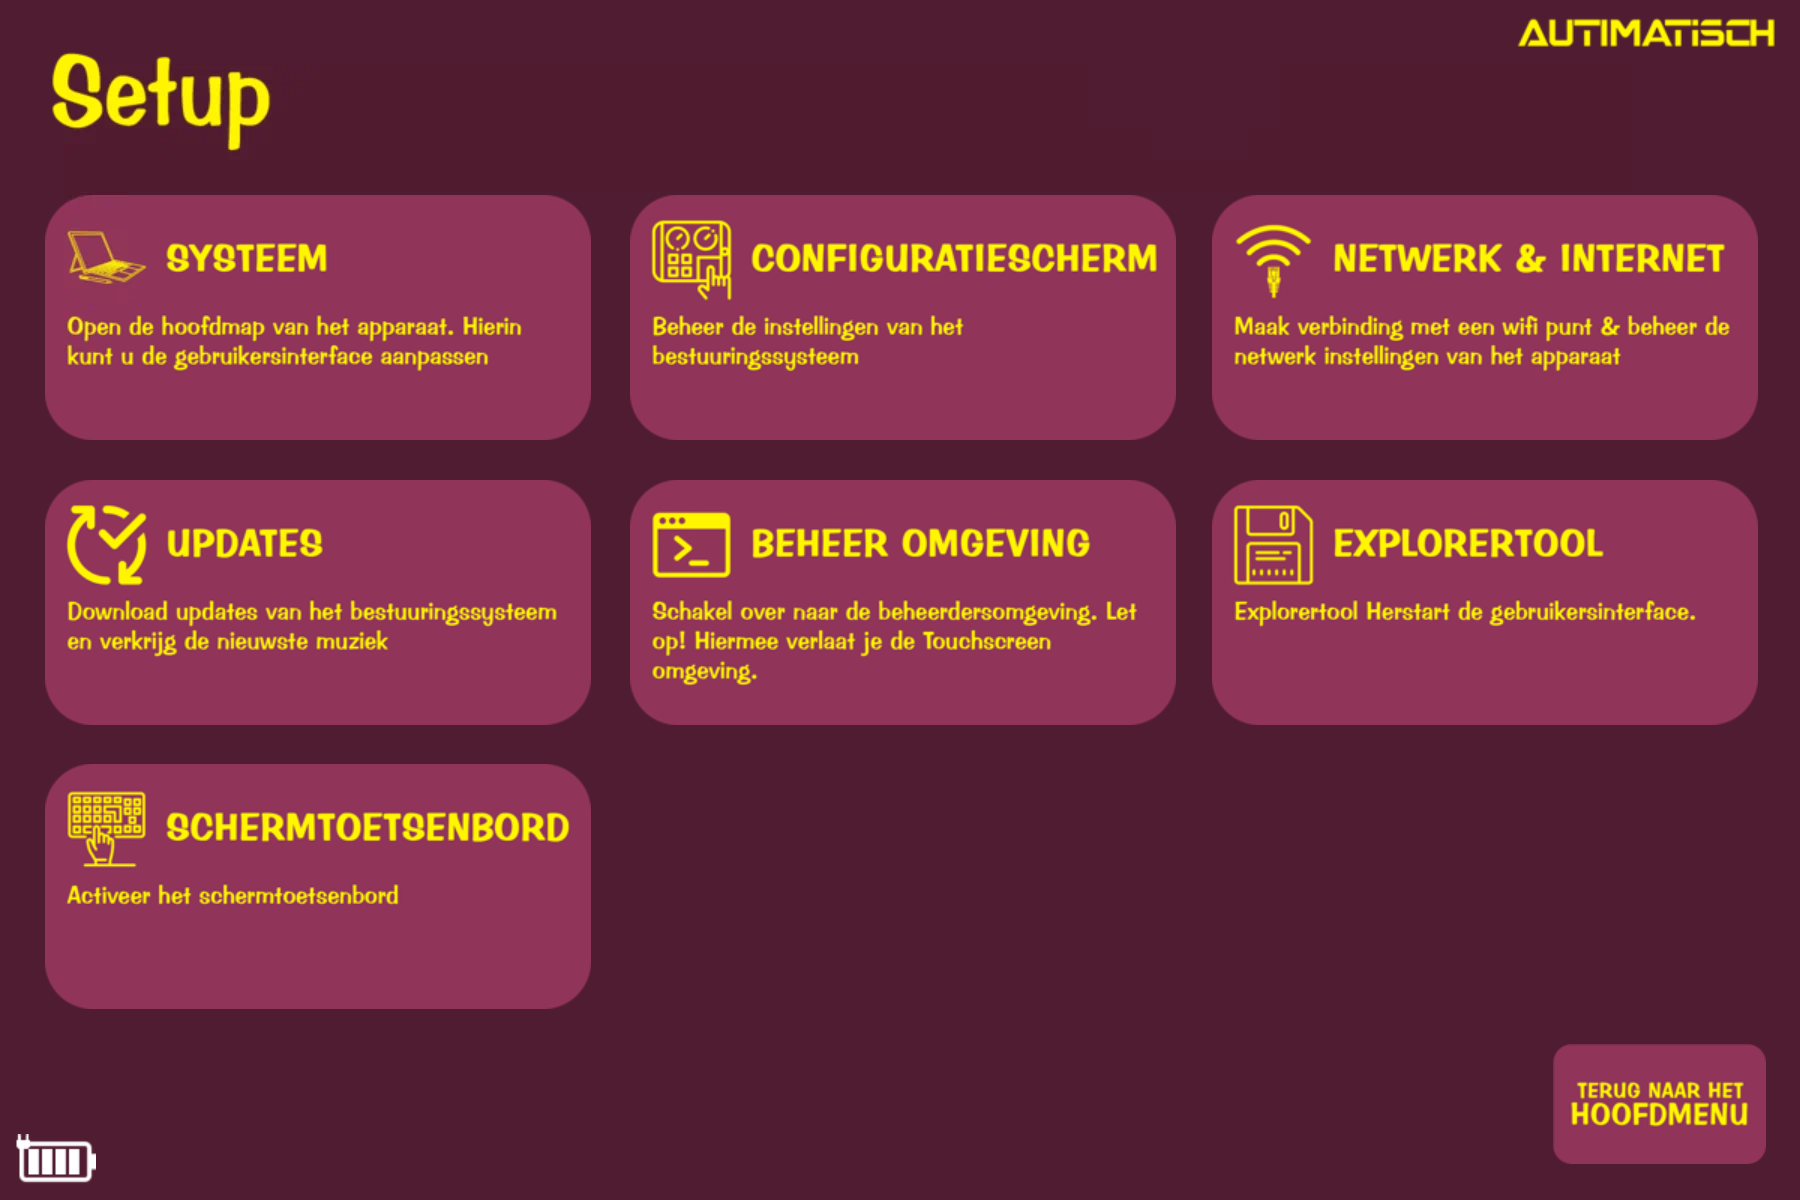 AUTIMATiSCH
Setup
SYSTEEM
Open de hoofdmap van het apparaat. Hierin
kunt u de gebruikersinterface aanpassen
CONFIGURATIESCHERM
Beheer de instellingen van het
bestuuringssysteem
NETWERK & INTERNET
Maak verbinding met een wifi punt & beheer de
netwerk instellingen van het apparaat
UPDATES
Download updates van het bestuuringssysteem
en verkrijg de nieuwste muziek
BEHEER OMGEVING
Schakel over naar de beheerdersomgeving. Let
op! Hiermee verlaat je de Touchscreen
omgeving.
EXPLORERTOOL
Explorertool Herstart de gebruikersinterface.
SCHERMTOETSENBORD
Activeer het schermtoetsenbord
TERUG NAAR HET
HOOFDMENU